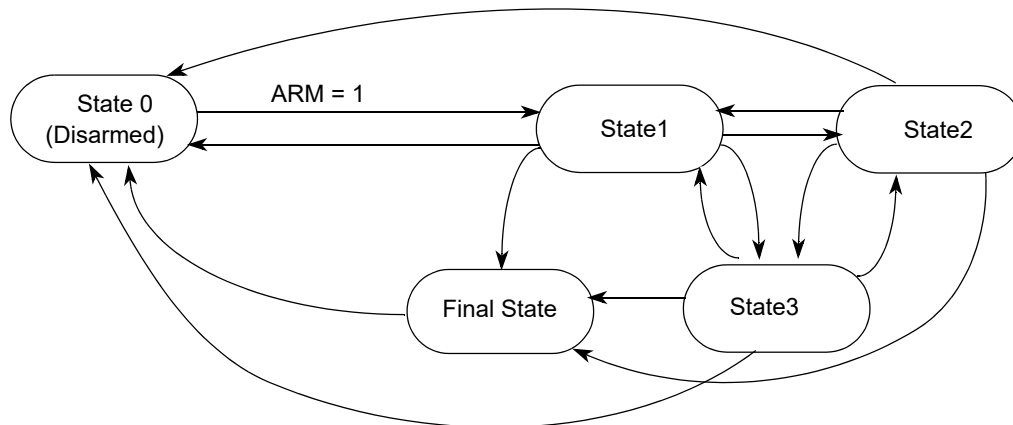 State 0
(Disarmed)
ARM = 1
State1
State2
Final State
State3